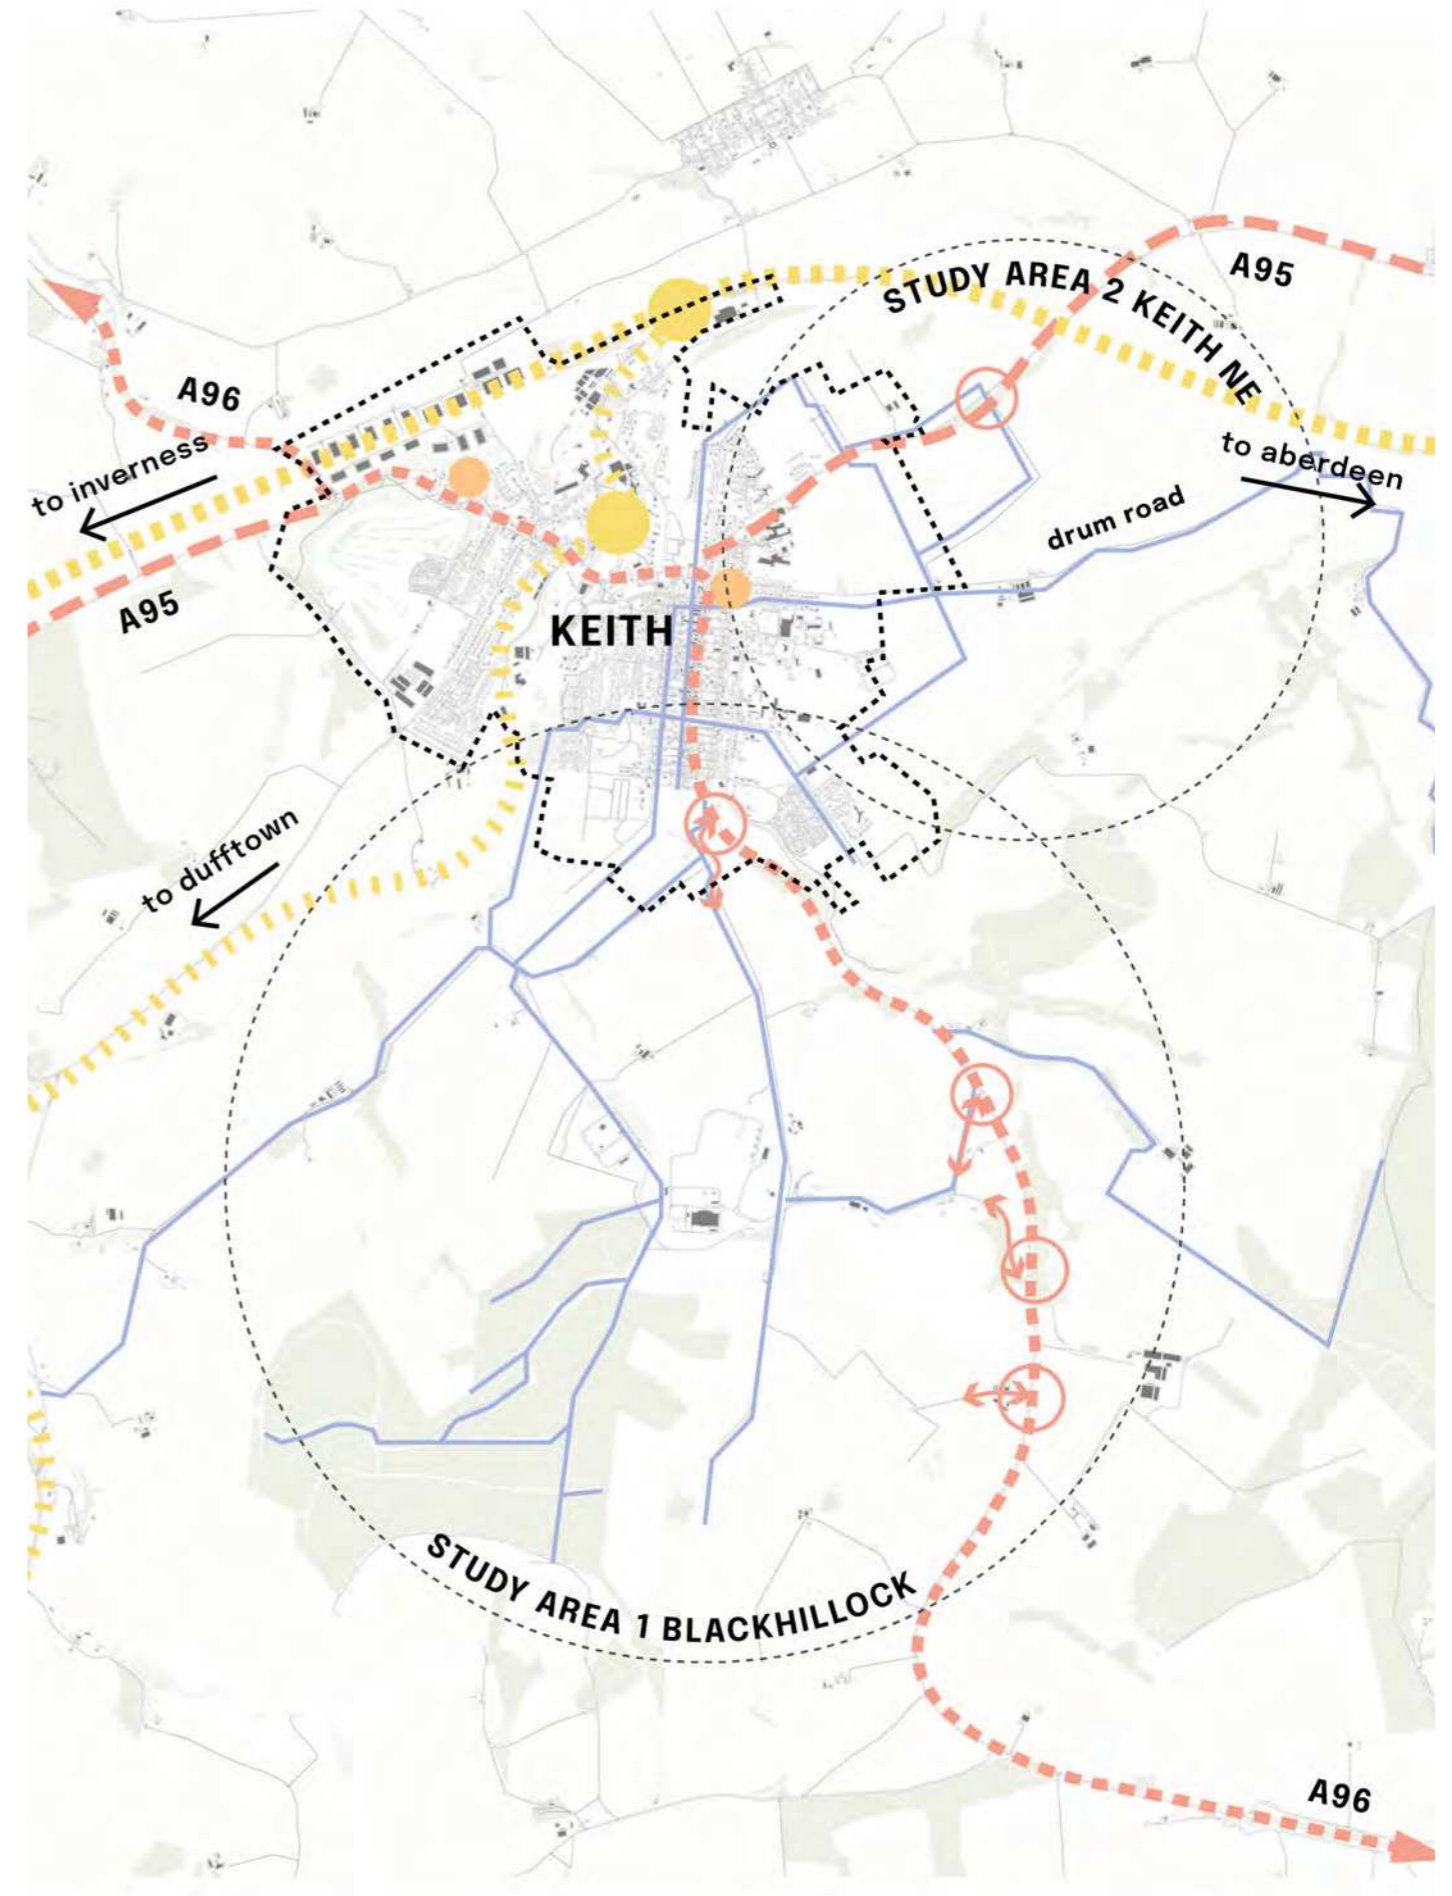 STUDY AREA 2 KEITH NE
A95
A96
to inverness
to aberdeen
drum road
A95
KEITH
to dufftown
STUDY AREA 1 BLACKHILLOCK
A96